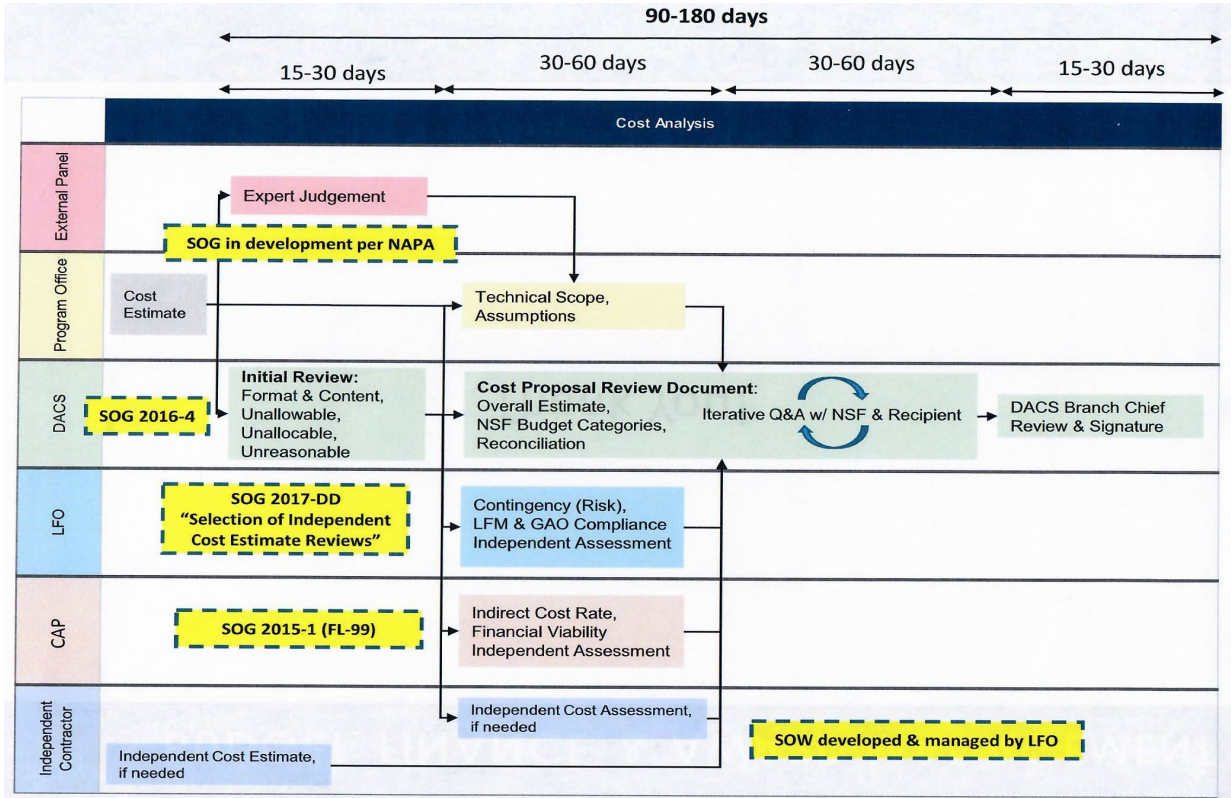 90-180 days
15-30 days
30-60 days
30-60 days
15-30 days
Cost Analysis
External Panel
Expert Judgement
SOG in development per NAPA
Program Office
Cost
Estimate
Technical Scope,
Assumptions
DACS
SOG 2016-4
Initial Review:
Format & Content,
Unallowable,
Unallocable,
Unreasonable
Cost Proposal Review Document:
Overall Estimate,
NSF Budget Categories,
Reconciliation
Iterative Q&A w/ NSF & Recipient
DACS Branch Chief
Review & Signature
LFO
SOG 2017-DD
“Selection of Independent
Cost Estimate Reviews”
Contingency (Risk),
LFM & GAO Compliance
Independent Assessment
CAP
SOG 2015-1 (FL-99)
Indirect Cost Rate,
Financial Viability
Independent Assessment
Independent
Contractor
Independent Cost Assessment,
if needed
SOW developed & managed by LFO
Independent Cost Estimate,
if needed